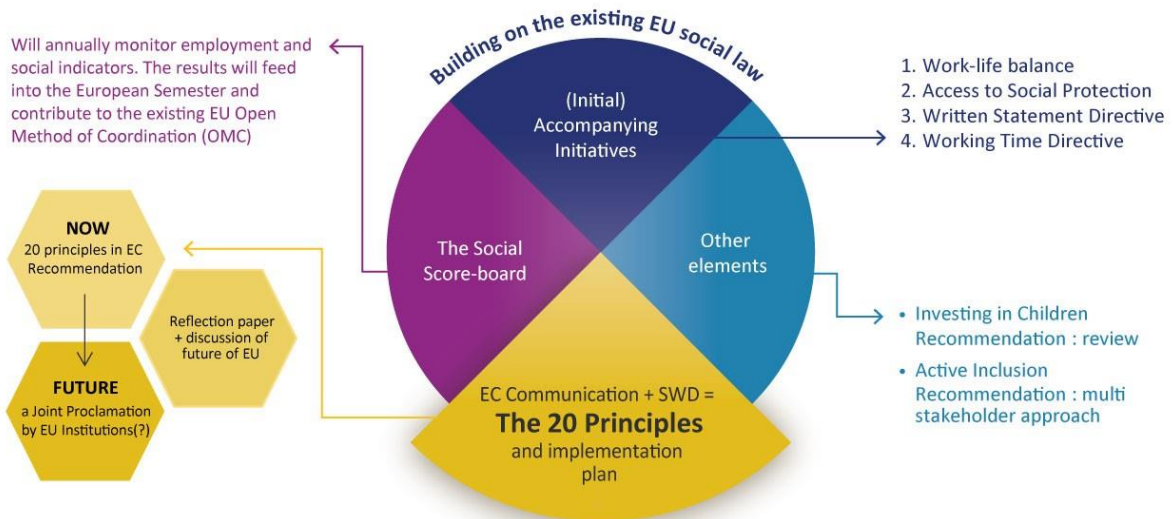 Building on the existing EU social law
Will annually monitor employment and
social indicators. The results will feed
into the European Semester and
contribute to the existing EU Open
Method of Coordination (OMC)
(Initial)
Accompanying
Initiatives
1. Work-life balance
2. Access to Social Protection
3. Written Statement Directive
4. Working Time Directive
The Social
Score-board
Other
elements
NOW
20 principles in EC
Recommendation
Reflection paper
+ discussion of
future of EU
FUTURE
a Joint Proclamation
by EU Institutions(?)
EC Communication + SWD =
The 20 Principles
and implementation
plan
• Investing in Children
Recommendation : review
• Active Inclusion
Recommendation : multi
stakeholder approach